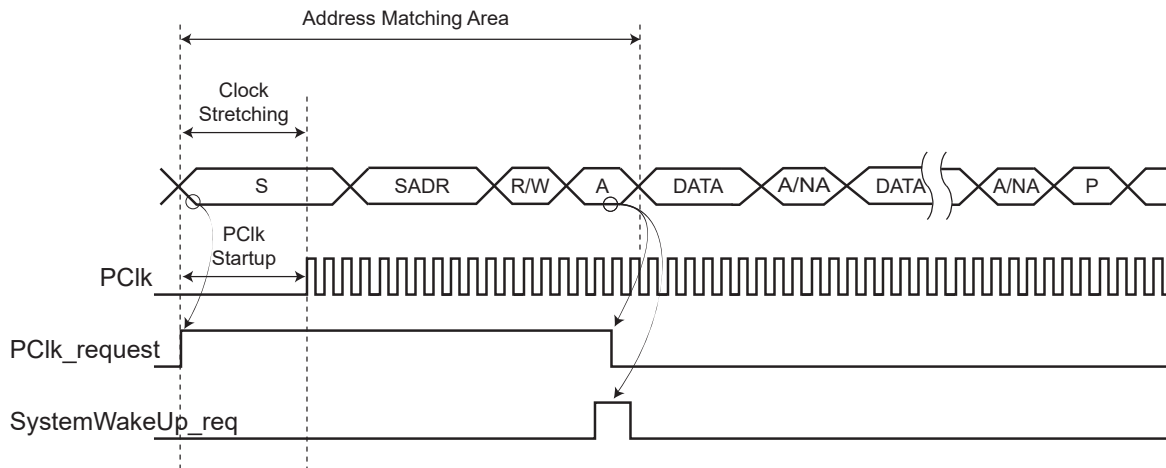 Address Matching Area
Clock
Stretching
S SADR R/W A DATA A/NA DATA A/NA P
PClk
Startup
PClk
PClk_request
SystemWakeUp_req